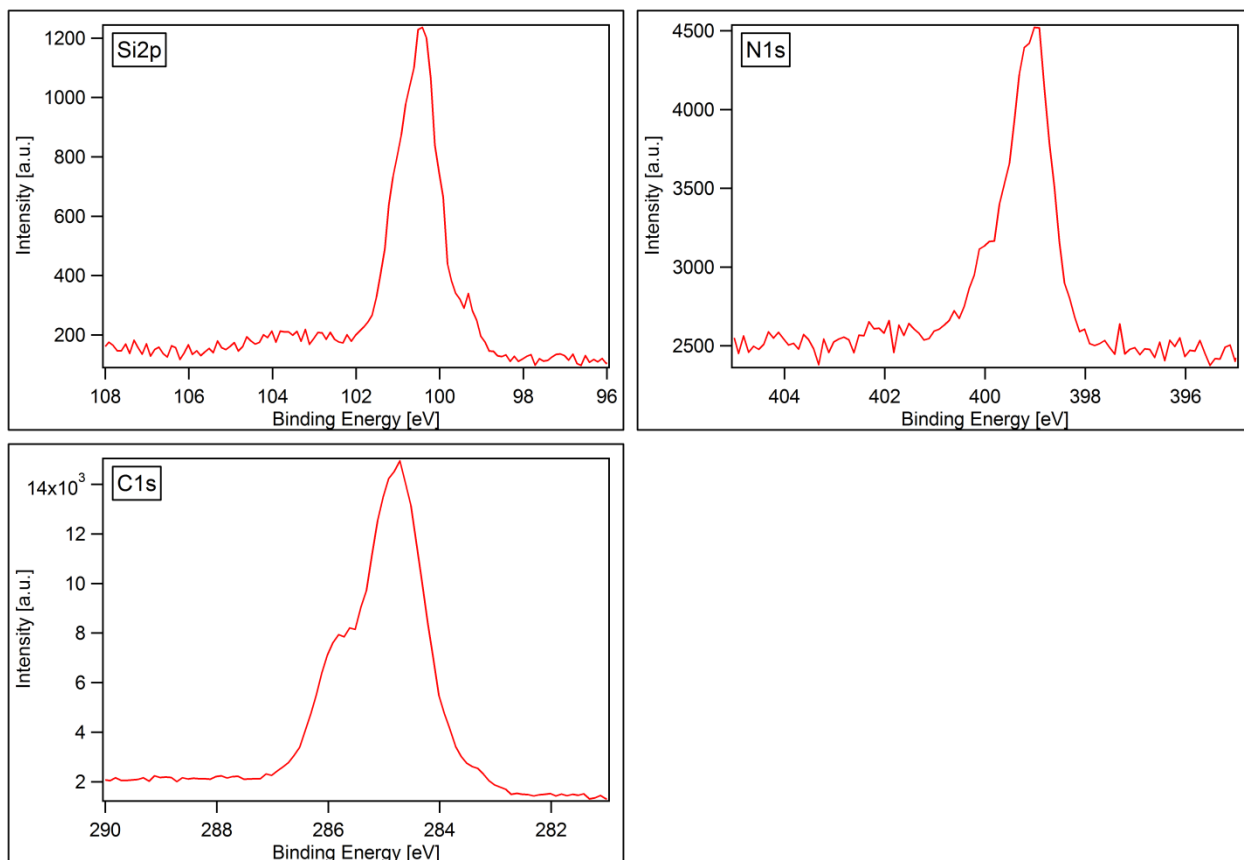 Si2p
Intensity [a.u.]
1200
1000
800
600
400
200
108 106 104 102 100 98 96
Binding Energy [eV]
N1s
Intensity [a.u.]
4500
4000
3500
3000
2500
404 402 400 398 396
Binding Energy [eV]
C1s
Intensity [a.u.]
14x10³
12
10
8
6
4
2
290 288 286 284 282
Binding Energy [eV]